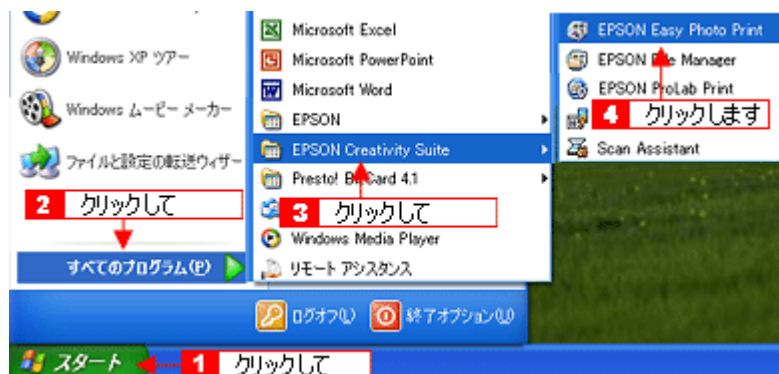 Windows XP ツアー
Windows ムービー メーカー
ファイルと設定の転送ウィザー
2 クリックして
すべてのプログラム(P)
Microsoft Excel
Microsoft PowerPoint
Microsoft Word
EPSON
EPSON Creativity Suite
Presto! Card 4.1
3 クリックして
Windows Media Player
リモート アシスタンス
EPSON Easy Photo Print
EPSON Manager
EPSON ProLab Print
4 クリックします
Scan Assistant
ログオフ(L)
終了オプション(U)
スタート
1 クリックして